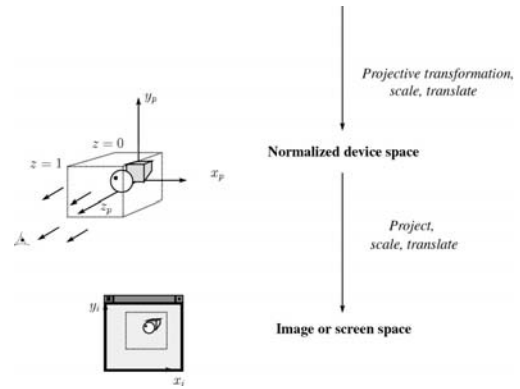 Projective transformation,
scale, translate
y_p
z = 0
z = 1
Normalized device space
x_p
z_p
Project,
scale, translate
y_i
Image or screen space
x_i